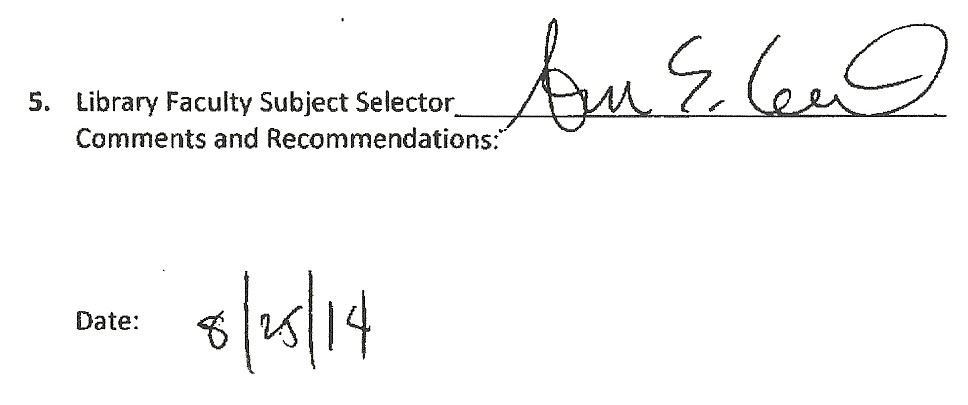 5. Library Faculty Subject Selector
Comments and Recommendations:
Date: 8/25/14